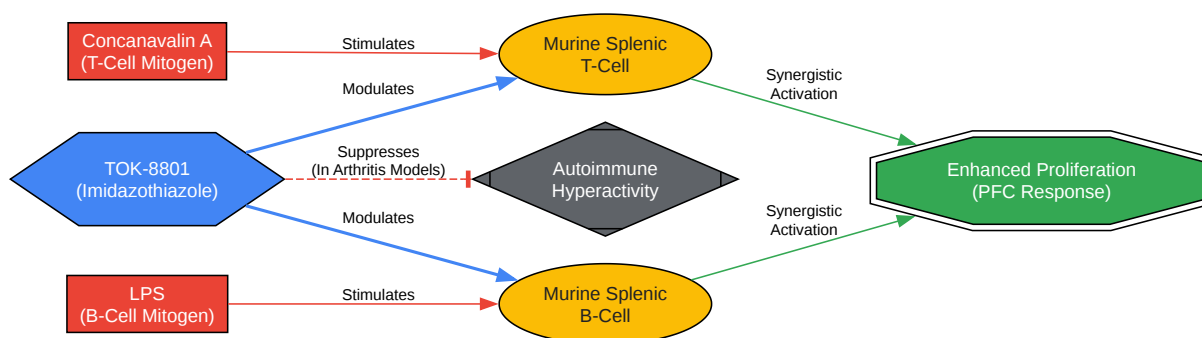 Concanavalin A
(T-Cell Mitogen)
Stimulates
Murine Splenic
T-Cell
Modulates
Synergistic
Activation
TOK-8801
(Imidazothiazole)
Suppresses
(In Arthritis Models)
Autoimmune
Hyperactivity
Enhanced Proliferation
(PFC Response)
Modulates
Synergistic
Activation
LPS
(B-Cell Mitogen)
Stimulates
Murine Splenic
B-Cell